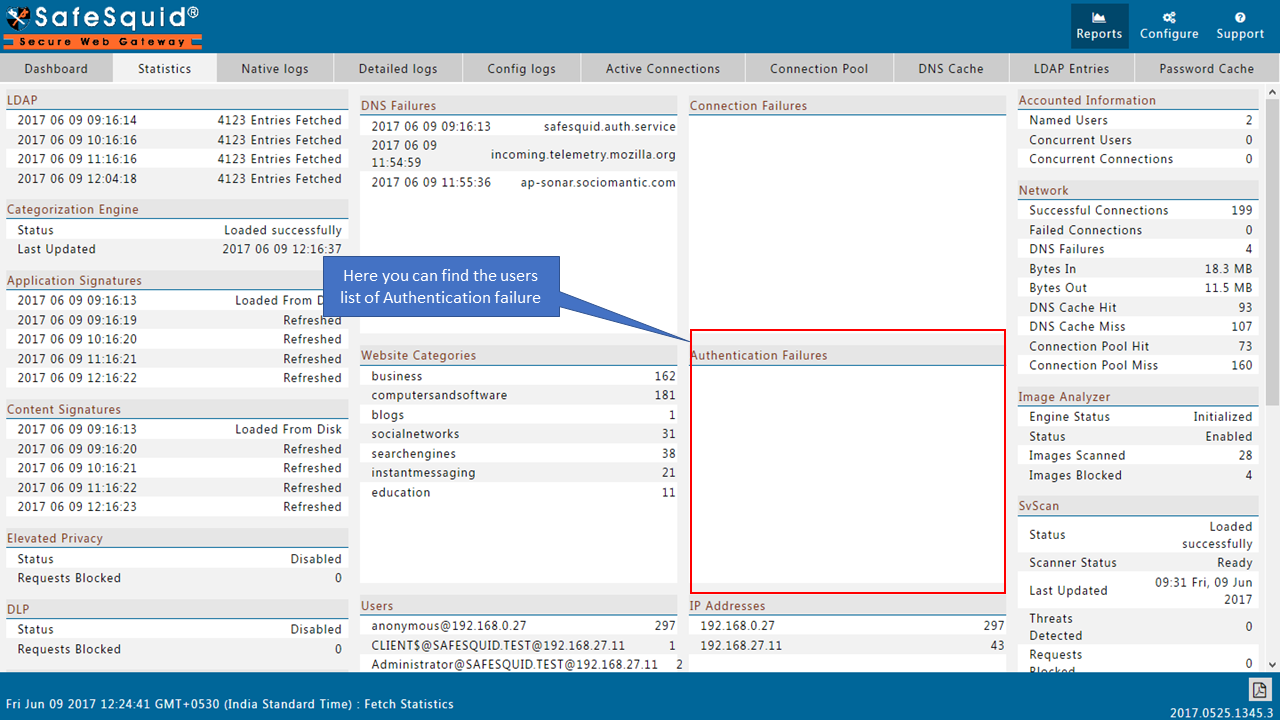 SafeSquid®
Secure Web Gateway
Reports
Configure
Support
Dashboard
Statistics
Native logs
Detailed logs
Config logs
Active Connections
Connection Pool
DNS Cache
LDAP Entries
Password Cache
LDAP
2017 06 09 09:16:14 4123 Entries Fetched
2017 06 09 10:16:16 4123 Entries Fetched
2017 06 09 11:16:16 4123 Entries Fetched
2017 06 09 12:04:18 4123 Entries Fetched
Categorization Engine
Status Loaded successfully
Last Updated 2017 06 09 12:16:37
Application Signatures
2017 06 09 09:16:13 Loaded From
2017 06 09 09:16:19 Refreshed
2017 06 09 10:16:20 Refreshed
2017 06 09 11:16:21 Refreshed
2017 06 09 12:16:22 Refreshed
Content Signatures
2017 06 09 09:16:13 Loaded From Disk
2017 06 09 09:16:20 Refreshed
2017 06 09 10:16:21 Refreshed
2017 06 09 11:16:22 Refreshed
2017 06 09 12:16:23 Refreshed
Elevated Privacy
Status Disabled
Requests Blocked 0
DLP
Status Disabled
Requests Blocked 0
DNS Failures
2017 06 09 09:16:13 safesquid.auth.service
2017 06 09
11:54:59 incoming.telemetry.mozilla.org
2017 06 09 11:55:36 ap-sonar.sociomantic.com
Here you can find the users
list of Authentication failure
Website Categories
business 162
computersandsoftware 181
blogs 1
socialnetworks 31
searchengines 38
instantmessaging 21
education 11
Users
anonymous@192.168.0.27 297
CLIENT$@SAFESQUID.TEST@192.168.27.11 1
Administrator@SAFESQUID.TEST@192.168.27.11 2
Connection Failures
Authentication Failures
IP Addresses
192.168.0.27 297
192.168.27.11 43
Accounted Information
Named Users 2
Concurrent Users 0
Concurrent Connections 0
Network
Successful Connections 199
Failed Connections 0
DNS Failures 4
Bytes In 18.3 MB
Bytes Out 11.5 MB
DNS Cache Hit 93
DNS Cache Miss 107
Connection Pool Hit 73
Connection Pool Miss 160
Image Analyzer
Engine Status Initialized
Status Enabled
Images Scanned 28
Images Blocked 4
SvScan
Status Loaded
successfully
Scanner Status Ready
Last Updated 09:31 Fri, 09 Jun
2017
Threats
Detected 0
Requests
Blocked 0
Fri Jun 09 2017 12:24:41 GMT+0530 (India Standard Time) : Fetch Statistics
2017.0525.1345.3